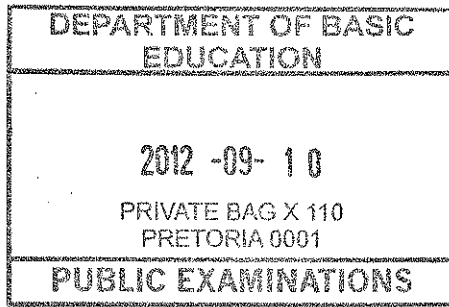 DEPARTMENT OF BASIC
EDUCATION
2012 -09- 10
PRIVATE BAG X 110
PRETORIA 0001
PUBLIC EXAMINATIONS